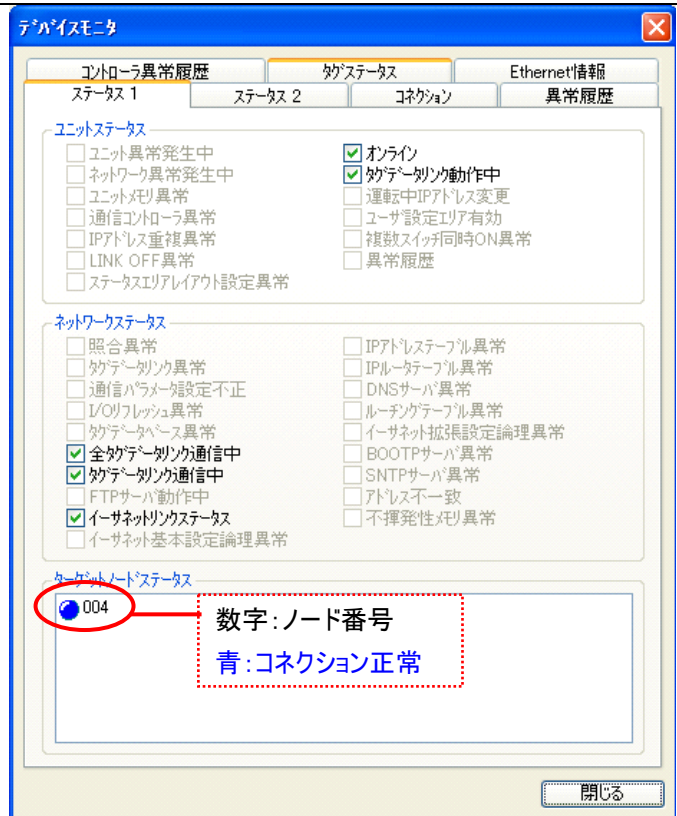 デバイスモニタ
コントローラ異常履歴 タグステータス Ethernet情報
ステータス 1 ステータス 2 コネクション 異常履歴
ユニットステータス
ユニット異常発生中
ネットワーク異常発生中
ユニットメモリ異常
通信コントローラ異常
IPアドレス重複異常
LINK OFF異常
ステータスエリアレイアウト設定異常
オンライン
タグデータリンク動作中
運転中IPアドレス変更
ユーザ設定エリア有効
複数スイッチ同時ON異常
異常履歴
ネットワークステータス
照合異常
タグデータリンク異常
通信パラメータ設定不正
I/Oリフレッシュ異常
タグデータベース異常
全タグデータリンク通信中
タグデータリンク通信中
FTPサーバ動作中
イーサネットリンクステータス
イーサネット基本設定論理異常
IPアドレステーブル異常
IPルータテーブル異常
DNSサーバ異常
ルーチングテーブル異常
イーサネット拡張設定論理異常
BOOTPサーバ異常
SNTPサーバ異常
アドレス不一致
不揮発性メモリ異常
ターゲットノードステータス
004
数字:ノード番号
青:コネクション正常
閉じる